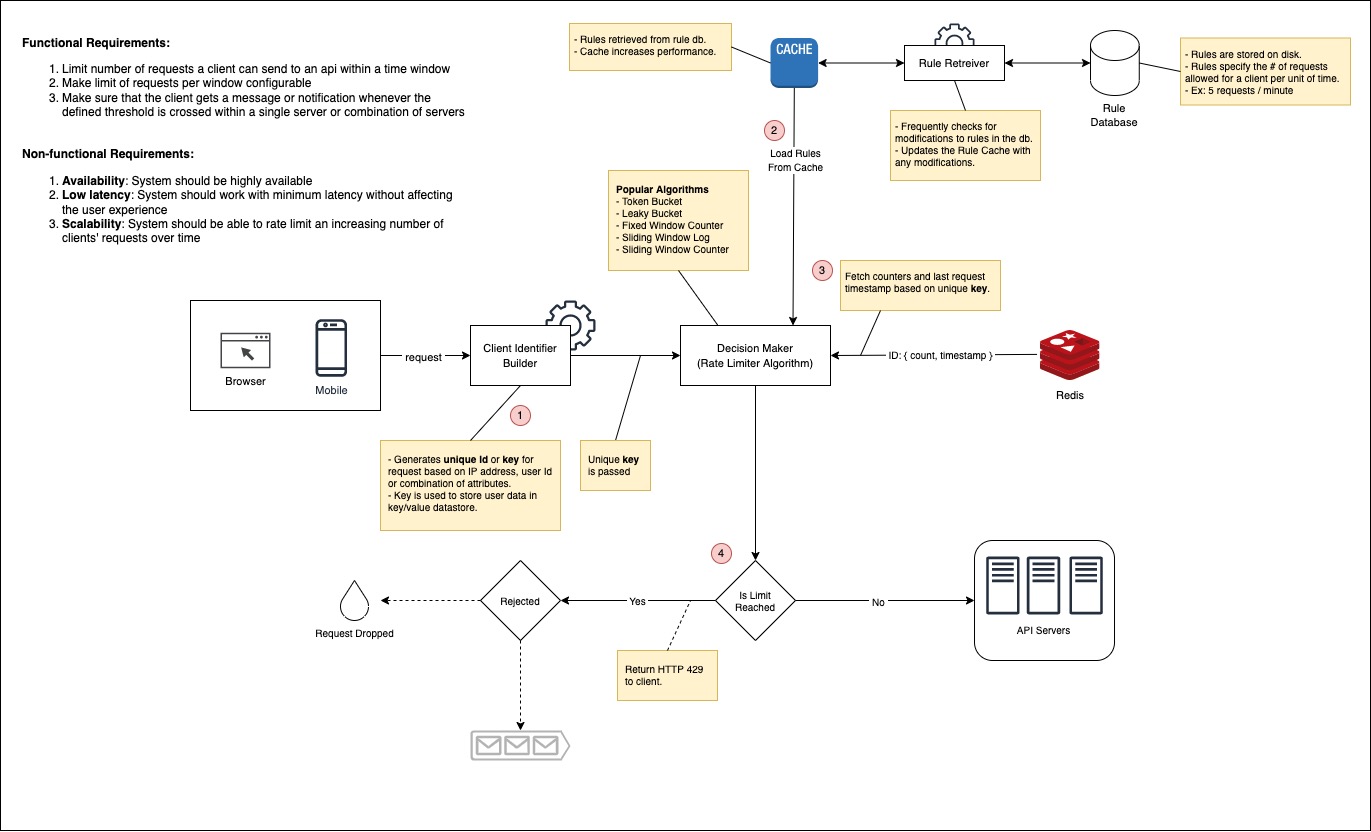 Functional Requirements:
1. Limit number of requests a client can send to an api within a time window
2. Make limit of requests per window configurable
3. Make sure that the client gets a message or notification whenever the
defined threshold is crossed within a single server or combination of servers
Non-functional Requirements:
1. Availability: System should be highly available
2. Low latency: System should work with minimum latency without affecting
the user experience
3. Scalability: System should be able to rate limit an increasing number of
clients' requests over time
- Rules retrieved from rule db.
- Cache increases performance.
CACHE
Rule Retreiver
Rule
Database
- Rules are stored on disk.
- Rules specify the # of requests
allowed for a client per unit of time.
- Ex: 5 requests / minute
- Frequently checks for
modifications to rules in the db.
- Updates the Rule Cache with
any modifications.
2
Load Rules
From Cache
Popular Algorithms
- Token Bucket
- Leaky Bucket
- Fixed Window Counter
- Sliding Window Log
- Sliding Window Counter
3
Fetch counters and last request
timestamp based on unique key.
Browser
Mobile
request
Client Identifier
Builder
Decision Maker
(Rate Limiter Algorithm)
ID: { count, timestamp }
Redis
1
- Generates unique Id or key for
request based on IP address, user Id
or combination of attributes.
- Key is used to store user data in
key/value datastore.
Unique key
is passed
4
Is Limit
Reached
Yes
No
Rejected
Request Dropped
Return HTTP 429
to client.
API Servers